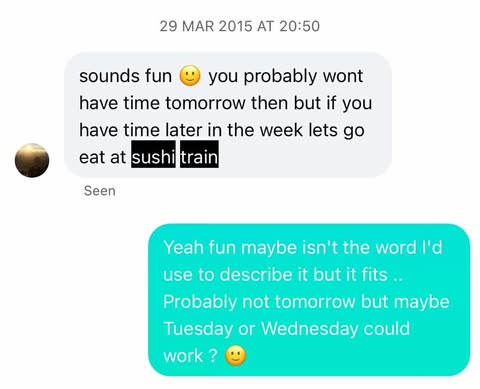 29 MAR 2015 AT 20:50
sounds fun 🙂 you probably wont
have time tomorrow then but if you
have time later in the week lets go
eat at sushi train
Seen
Yeah fun maybe isn't the word I'd
use to describe it but it fits ..
Probably not tomorrow but maybe
Tuesday or Wednesday could
work ? 🙂